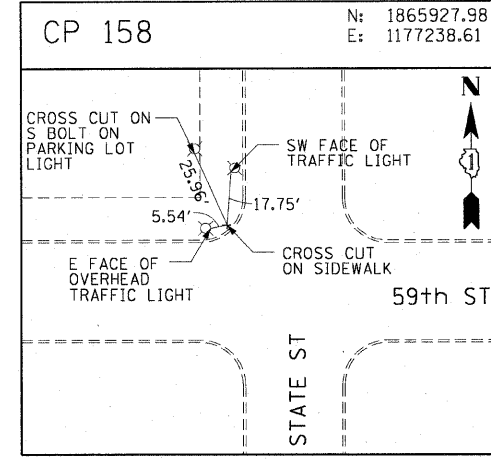 CP 158
N: 1865927.98
E: 1177238.61
N
1
CROSS CUT ON
S BOLT ON
PARKING LOT
LIGHT
SW FACE OF
TRAFFIC LIGHT
25.96'
17.75'
5.54'
E FACE OF
OVERHEAD
TRAFFIC LIGHT
CROSS CUT
ON SIDEWALK
59th ST
STATE ST